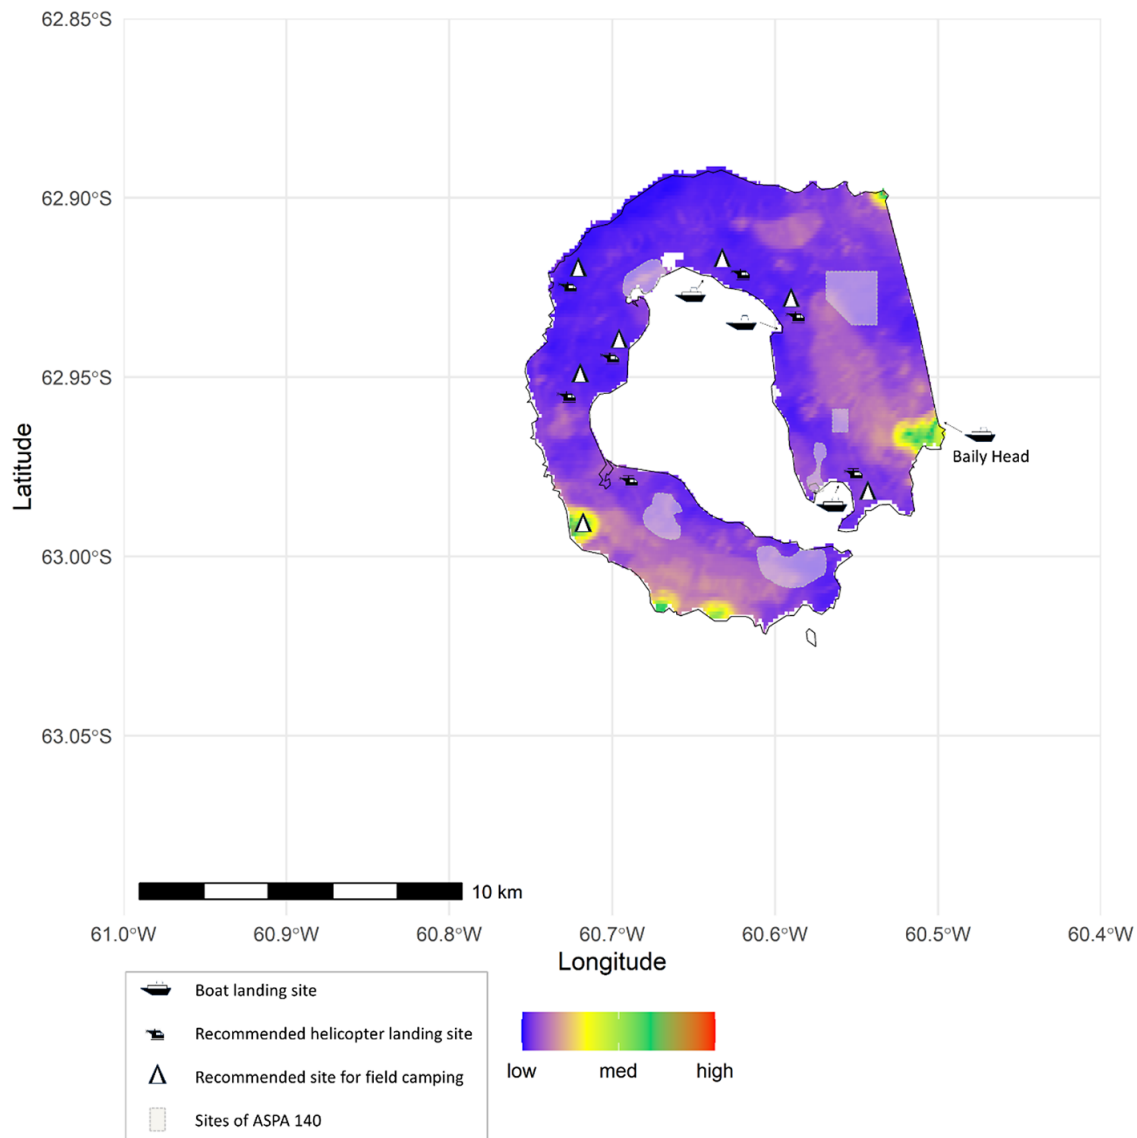 62.85°S
62.90°S
62.95°S
63.00°S
63.05°S
Latitude
Baily Head
10 km
61.0°W 60.9°W 60.8°W 60.7°W 60.6°W 60.5°W 60.4°W
Longitude
Boat landing site
Recommended helicopter landing site
Recommended site for field camping
Sites of ASPA 140
low med high